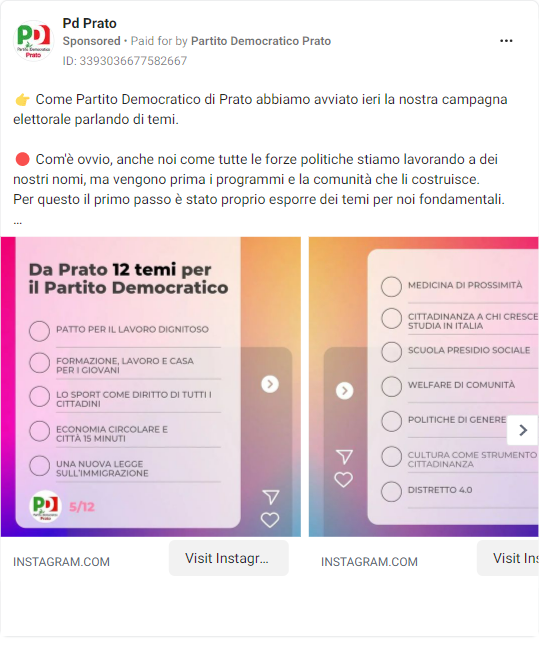 Pd Prato
Sponsored • Paid for by Partito Democratico Prato
ID: 3393036677582667
👉 Come Partito Democratico di Prato abbiamo avviato ieri la nostra campagna
elettorale parlando di temi.
🔴 Com'è ovvio, anche noi come tutte le forze politiche stiamo lavorando a dei
nostri nomi, ma vengono prima i programmi e la comunità che li costruisce.
Per questo il primo passo è stato proprio esporre dei temi per noi fondamentali.
...
Da Prato 12 temi per
il Partito Democratico
PATTO PER IL LAVORO DIGNITOSO
FORMAZIONE, LAVORO E CASA
PER I GIOVANI
LO SPORT COME DIRITTO DI TUTTI I
CITTADINI
ECONOMIA CIRCOLARE E
CITTÀ 15 MINUTI
UNA NUOVA LEGGE
SULL'IMMIGRAZIONE
PD
Partito Democratico
Prato
5/12
MEDICINA DI PROSSIMITÀ
CITTADINANZA A CHI CRESCE
STUDIA IN ITALIA
SCUOLA PRESIDIO SOCIALE
WELFARE DI COMUNITÀ
POLITICHE DI GENERE
CULTURA COME STRUMENTO
CITTADINANZA
DISTRETTO 4.0
INSTAGRAM.COM
Visit Instagr...
INSTAGRAM.COM
Visit Ins